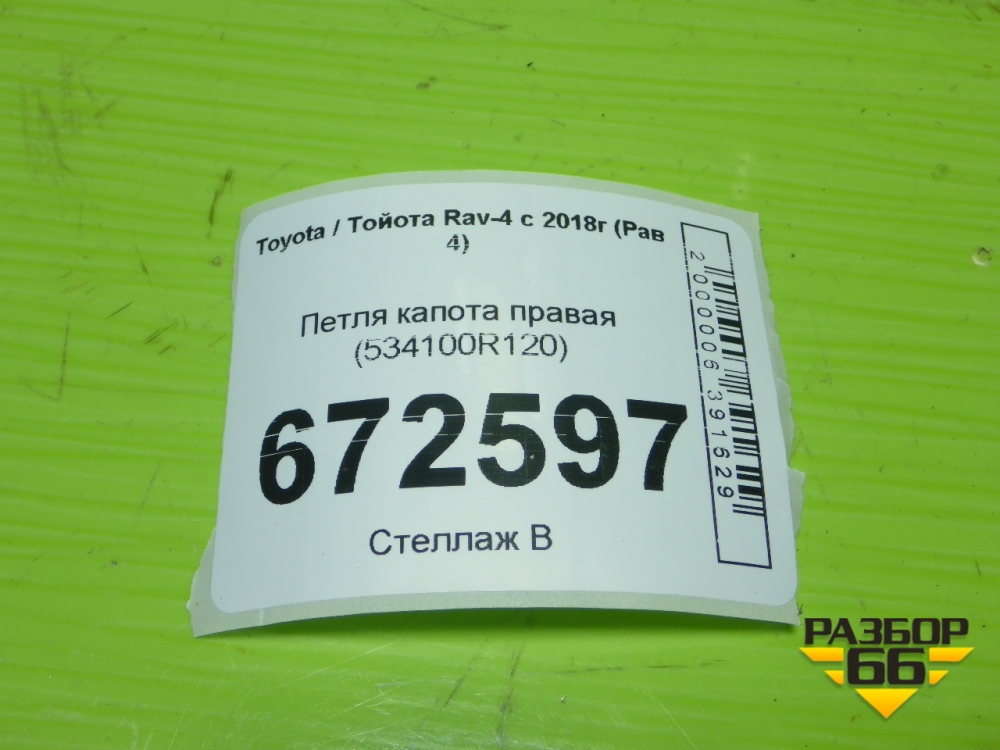 Toyota / Тойота Rav-4 с 2018г (Рав
4)
Петля капота правая
(534100R120)
672597
Стеллаж В
2000006391629
РАЗБОР
66